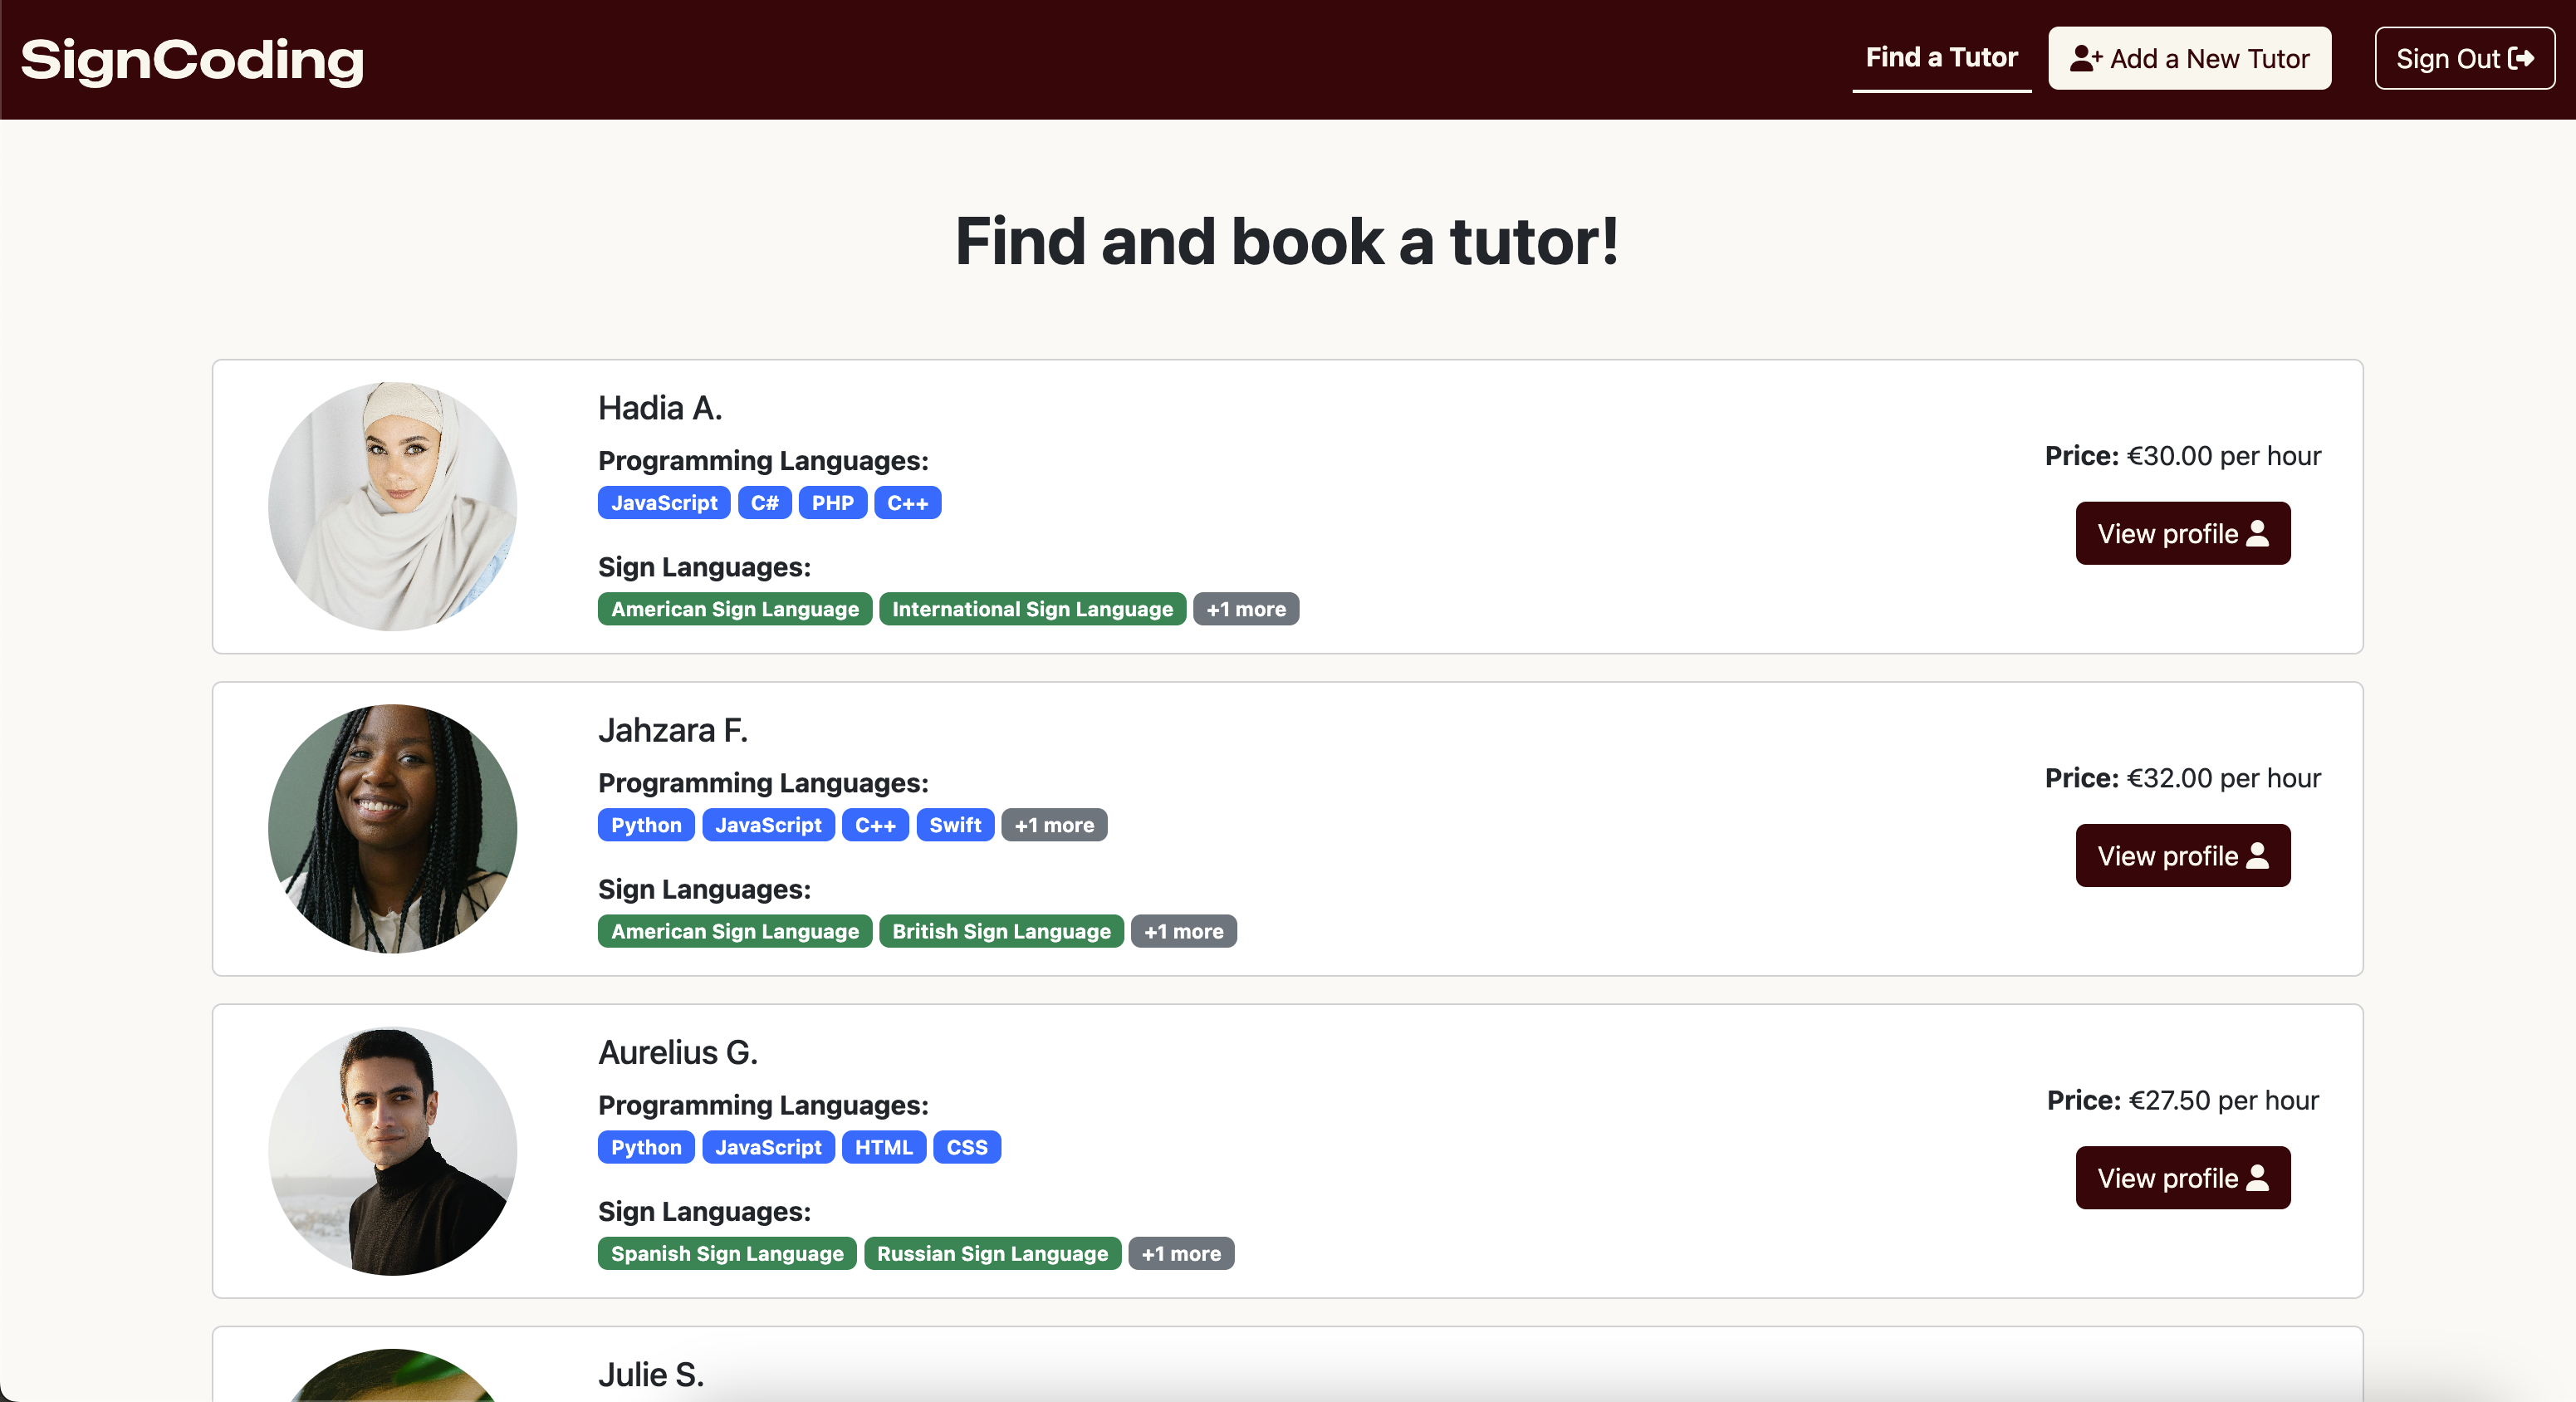 SignCoding
Find a Tutor
Add a New Tutor
Sign Out
Find and book a tutor!
Hadia A.
Programming Languages:
JavaScript C# PHP C++
Sign Languages:
American Sign Language International Sign Language +1 more
Price: €30.00 per hour
View profile
Jahzara F.
Programming Languages:
Python JavaScript C++ Swift +1 more
Sign Languages:
American Sign Language British Sign Language +1 more
Price: €32.00 per hour
View profile
Aurelius G.
Programming Languages:
Python JavaScript HTML CSS
Sign Languages:
Spanish Sign Language Russian Sign Language +1 more
Price: €27.50 per hour
View profile
Julie S.